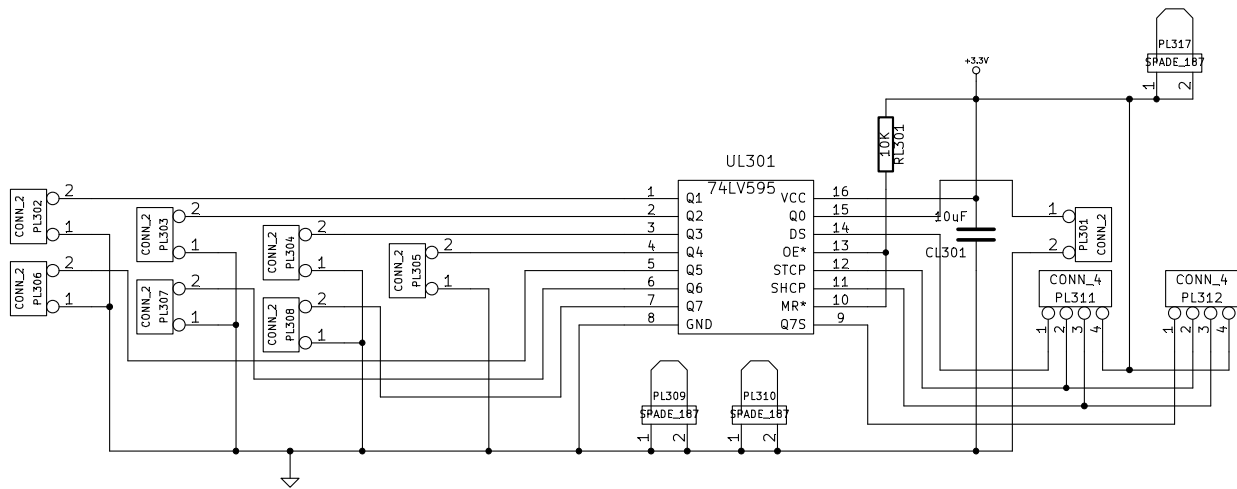 PL317
SPADE_187
1
2
+3.3V
10K
RL301
UL301
74LV595
1 Q1 VCC 16
2 Q2 Q0 15
3 Q3 DS 14
4 Q4 OE* 13
5 Q5 STCP 12
6 Q6 SHCP 11
7 Q7 MR* 10
8 GND Q7S 9
10uF
CL301
CONN_2
PL302
2
1
CONN_2
PL303
2
1
CONN_2
PL304
2
1
CONN_2
PL305
2
1
CONN_2
PL306
2
1
CONN_2
PL307
2
1
CONN_2
PL308
2
1
1
2
PL301
CONN_2
CONN_4
PL311
1
2
3
4
CONN_4
PL312
1
2
3
4
PL309
SPADE_187
1
2
PL310
SPADE_187
1
2